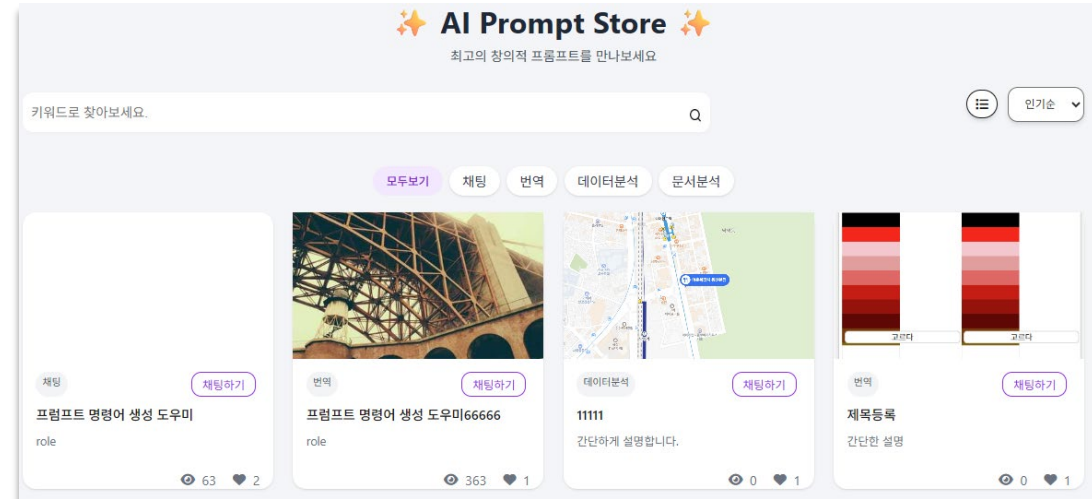 ✨ AI Prompt Store ✨
최고의 창의적 프롬프트를 만나보세요
키워드로 찾아보세요.
인기순
모두보기 채팅 번역 데이터분석 문서분석
고르다 고르다
채팅 채팅하기
프럼프트 명령어 생성 도우미
role
63 2
번역 채팅하기
프럼프트 명령어 생성 도우미66666
role
363 1
데이터분석 채팅하기
11111
간단하게 설명합니다.
0 1
번역 채팅하기
제목등록
간단한 설명
0 1